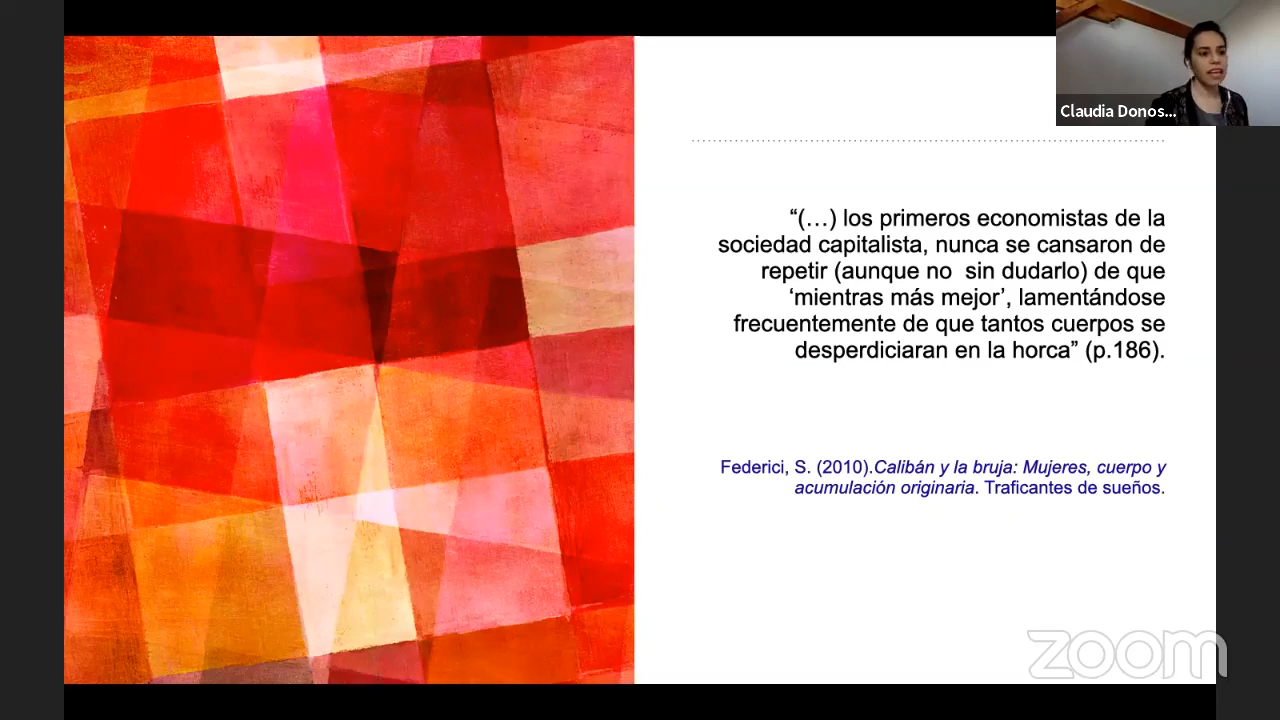 Claudia Donos...
“(…) los primeros economistas de la
sociedad capitalista, nunca se cansaron de
repetir (aunque no  sin dudarlo) de que
‘mientras más mejor’, lamentándose
frecuentemente de que tantos cuerpos se
desperdiciaran en la horca” (p.186).
Federici, S. (2010).Calibán y la bruja: Mujeres, cuerpo y
acumulación originaria. Traficantes de sueños.
zoom